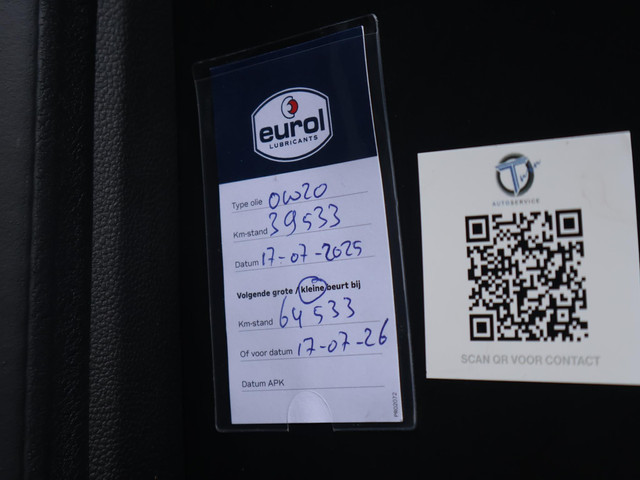 eurol
LUBRICANTS
Type olie 0W20
Km-stand 39533
Datum 17-07-2025
Volgende grote / kleine beurt bij
Km-stand 64533
Of voor datum 17-07-26
Datum APK
AUTOSERVICE
SCAN QR VOOR CONTACT